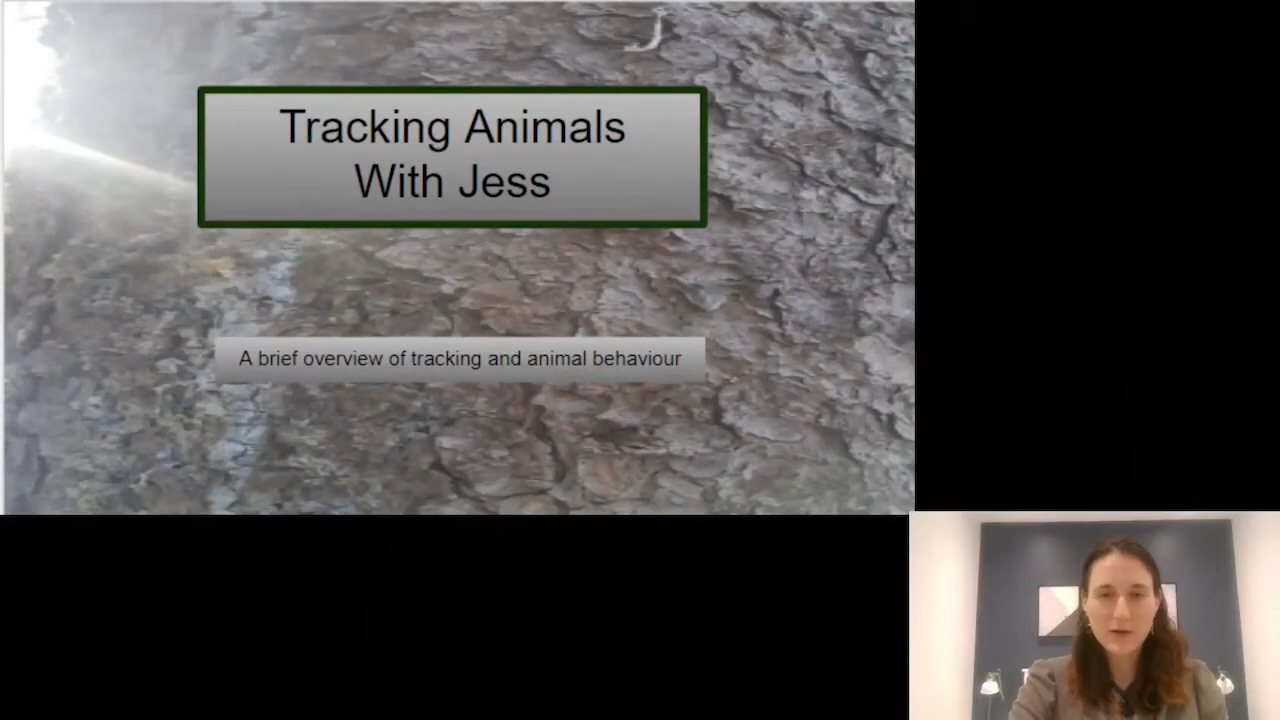 Tracking Animals
With Jess
A brief overview of tracking and animal behaviour